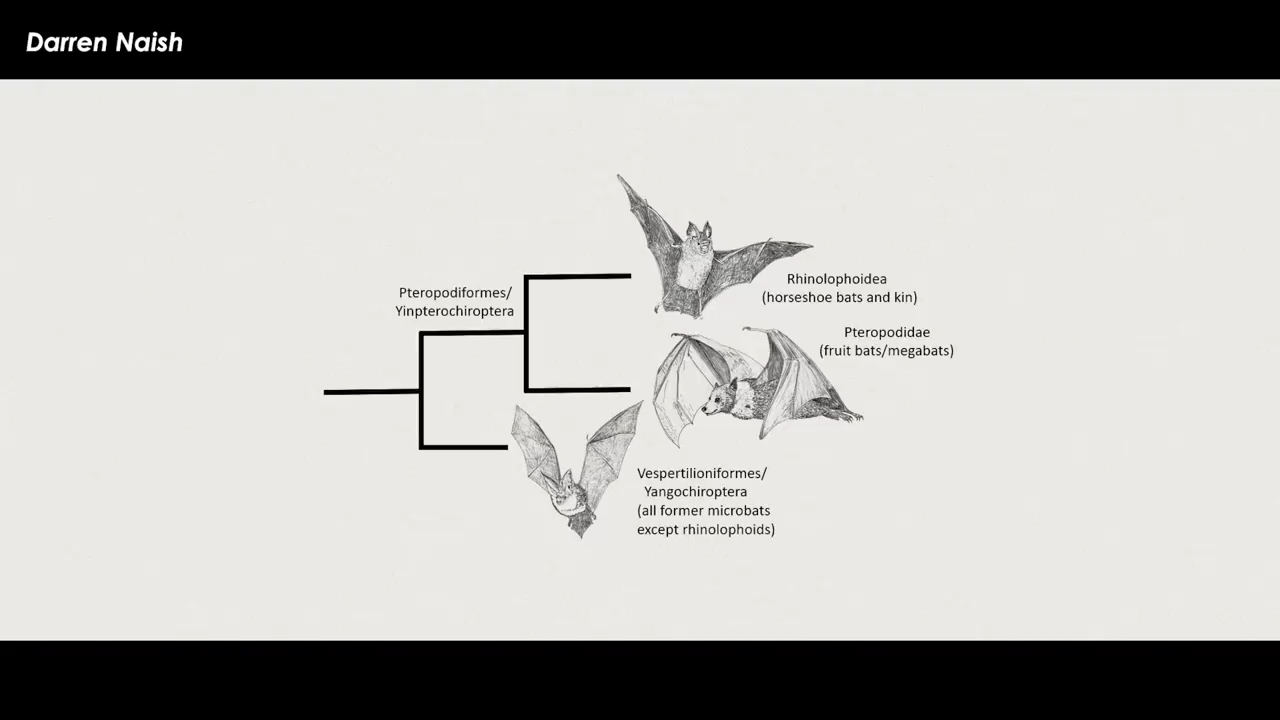 Darren Naish
Pteropodiformes/
Yinpterochiroptera
Rhinolophoidea
(horseshoe bats and kin)
Pteropodidae
(fruit bats/megabats)
Vespertilioniformes/
Yangochiroptera
(all former microbats
except rhinolophoids)